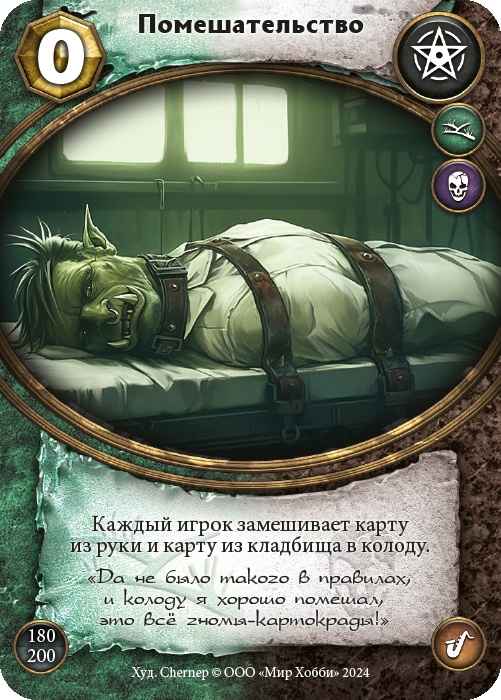 Помешательство
0
Каждый игрок замешивает карту
из руки и карту из кладбища в колоду.
«Да не было такого в правилах,
и колоду я хорошо помешал,
это всё гномы-картокрады!»
180
200
Худ. Chernep © ООО «Мир Хобби» 2024